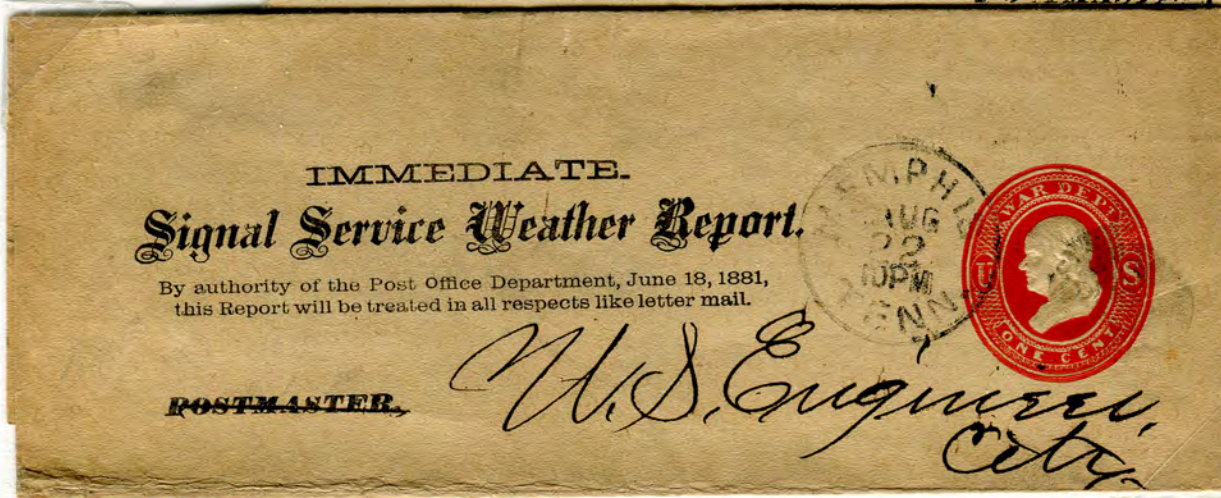 IMMEDIATE.
Signal Service Weather Report.
By authority of the Post Office Department, June 18, 1881,
this Report will be treated in all respects like letter mail.
POSTMASTER,
U.S. Engineer.
City
MEMPHIS
AUG
22
10PM
TENN.
WAR DEPT.
U S
ONE CENT